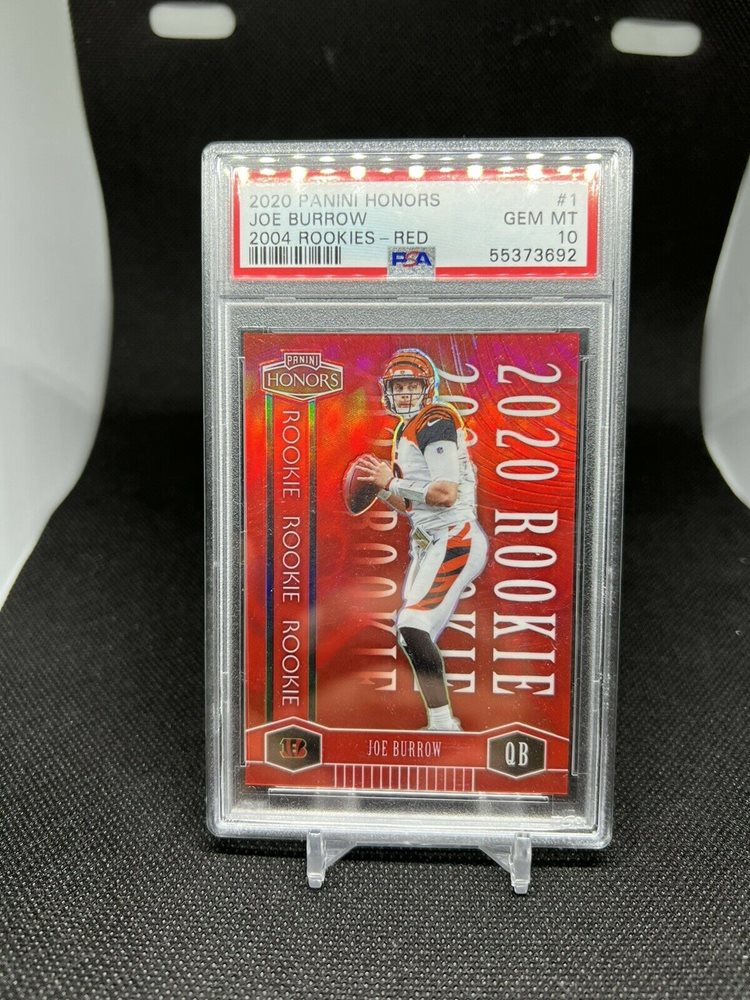 2020 PANINI HONORS #1
JOE BURROW GEM MT
2004 ROOKIES - RED 10
PSA 55373692
PANINI
HONORS
ROOKIE ROOKIE ROOKIE
2020 ROOKIE
JOE BURROW
QB